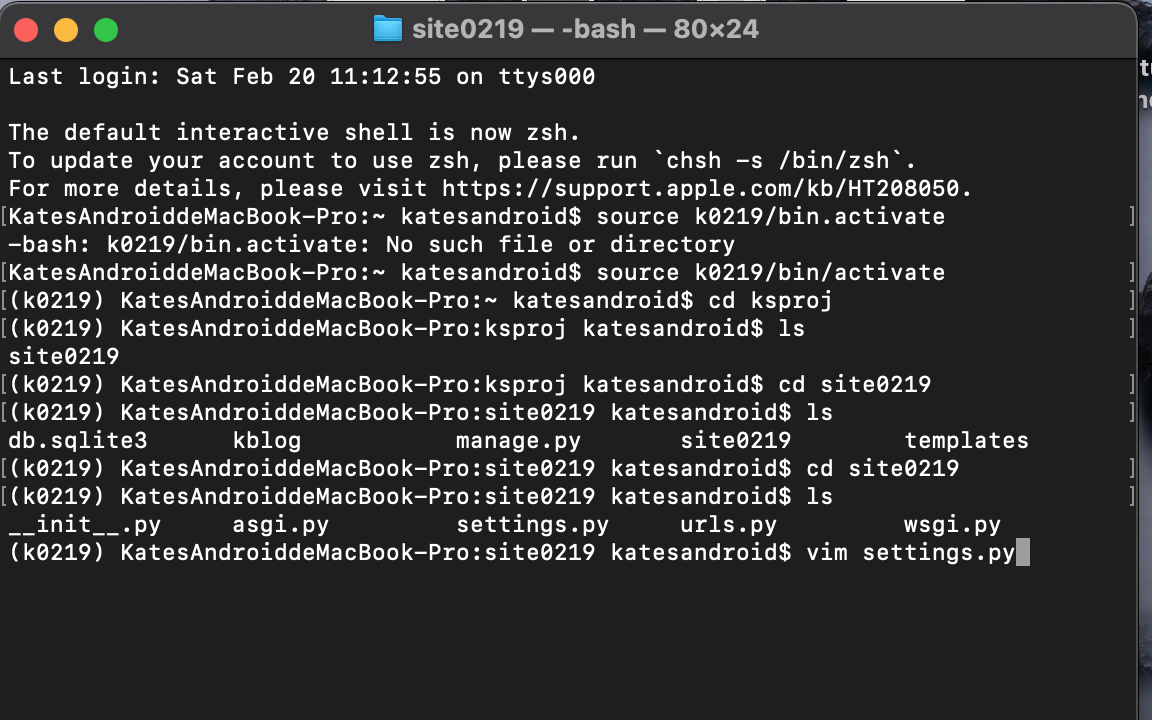 site0219 — -bash — 80×24
Last login: Sat Feb 20 11:12:55 on ttys000
The default interactive shell is now zsh.
To update your account to use zsh, please run `chsh -s /bin/zsh`.
For more details, please visit https://support.apple.com/kb/HT208050.
[KatesAndroiddeMacBook-Pro:~ katesandroid$ source k0219/bin.activate ]
-bash: k0219/bin.activate: No such file or directory
[KatesAndroiddeMacBook-Pro:~ katesandroid$ source k0219/bin/activate ]
[(k0219) KatesAndroiddeMacBook-Pro:~ katesandroid$ cd ksproj ]
[(k0219) KatesAndroiddeMacBook-Pro:ksproj katesandroid$ ls ]
site0219
[(k0219) KatesAndroiddeMacBook-Pro:ksproj katesandroid$ cd site0219 ]
[(k0219) KatesAndroiddeMacBook-Pro:site0219 katesandroid$ ls ]
db.sqlite3 kblog manage.py site0219 templates
[(k0219) KatesAndroiddeMacBook-Pro:site0219 katesandroid$ cd site0219 ]
[(k0219) KatesAndroiddeMacBook-Pro:site0219 katesandroid$ ls ]
__init__.py asgi.py settings.py urls.py wsgi.py
(k0219) KatesAndroiddeMacBook-Pro:site0219 katesandroid$ vim settings.py